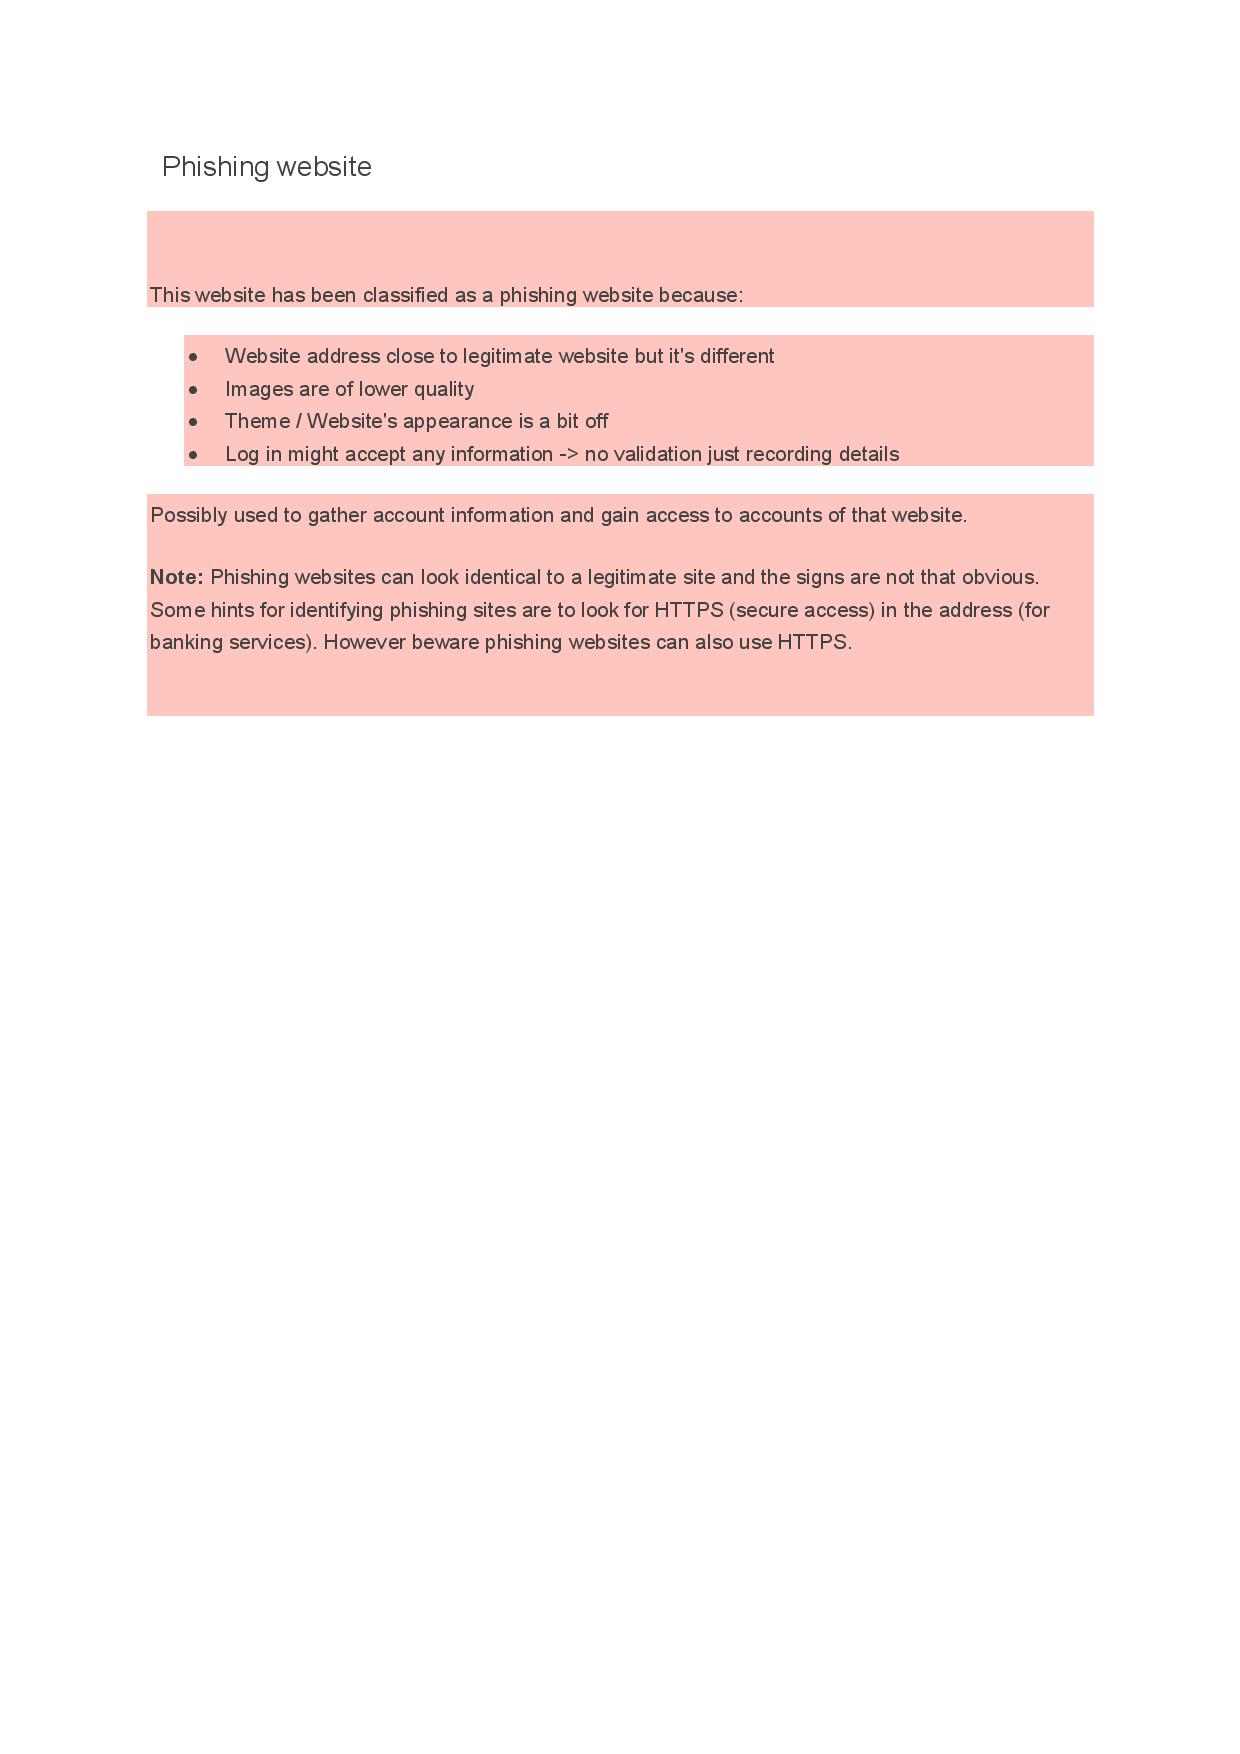 Phishing website
This website has been classified as a phishing website because:
● Website address close to legitimate website but it's different
● Images are of lower quality
● Theme / Website's appearance is a bit off
● Log in might accept any information -> no validation just recording details
Possibly used to gather account information and gain access to accounts of that website.
Note: Phishing websites can look identical to a legitimate site and the signs are not that obvious.
Some hints for identifying phishing sites are to look for HTTPS (secure access) in the address (for
banking services). However beware phishing websites can also use HTTPS.